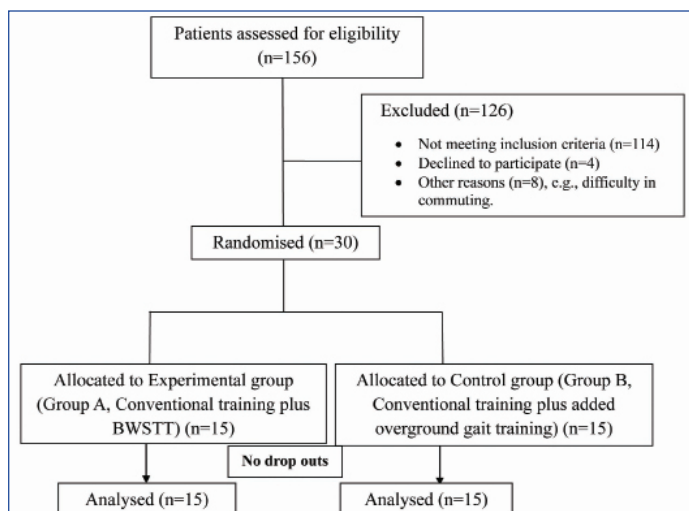 Patients assessed for eligibility
(n=156)
Excluded (n=126)
• Not meeting inclusion criteria (n=114)
• Declined to participate (n=4)
• Other reasons (n=8), e.g., difficulty in
commuting.
Randomised (n=30)
Allocated to Experimental group
(Group A, Conventional training plus
BWSTT) (n=15)
Allocated to Control group (Group B,
Conventional training plus added
overground gait training) (n=15)
No drop outs
Analysed (n=15)
Analysed (n=15)